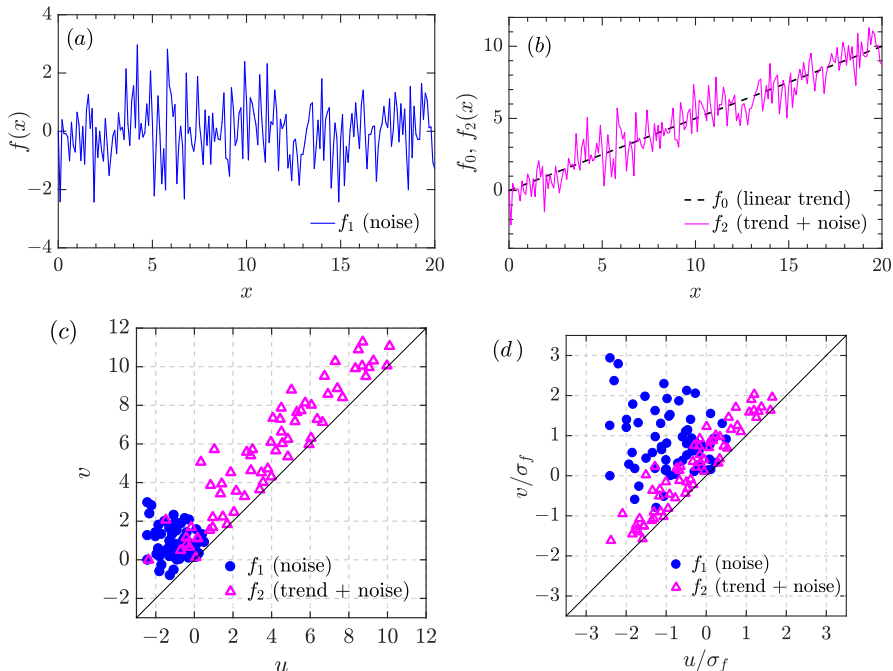 (a)
f(x)
4
2
0
−2
−4
f1 (noise)
0 5 10 15 20
x
(b)
f0, f2(x)
10
5
0
f0 (linear trend)
f2 (trend + noise)
0 5 10 15 20
x
(c)
v
12
10
8
6
4
2
0
−2
f1 (noise)
f2 (trend + noise)
−2 0 2 4 6 8 10 12
u
(d)
v/σf
3
2
1
0
−1
−2
−3
f1 (noise)
f2 (trend + noise)
−3 −2 −1 0 1 2 3
u/σf